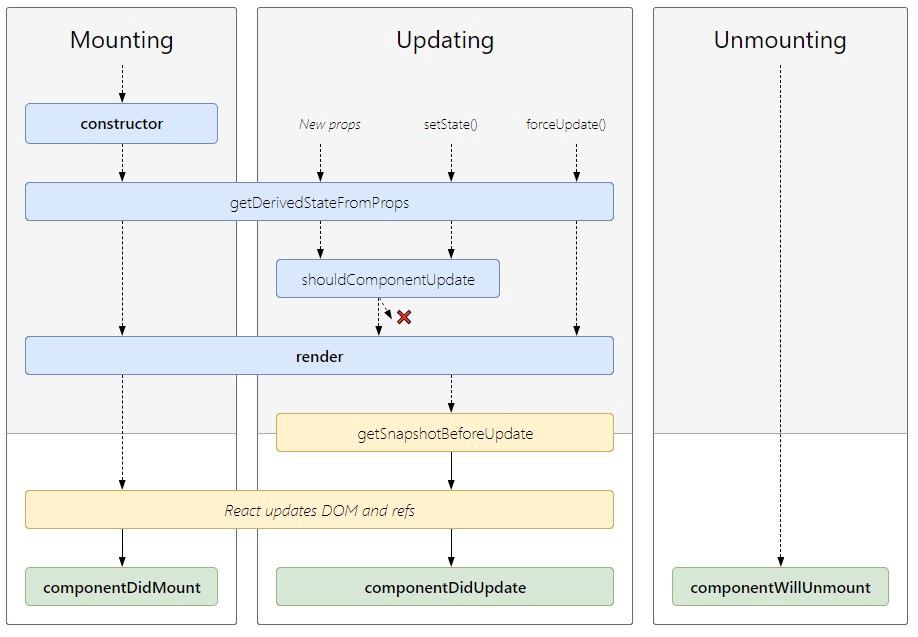 Mounting
Updating
Unmounting
constructor
New props
setState()
forceUpdate()
getDerivedStateFromProps
shouldComponentUpdate
render
getSnapshotBeforeUpdate
React updates DOM and refs
componentDidMount
componentDidUpdate
componentWillUnmount